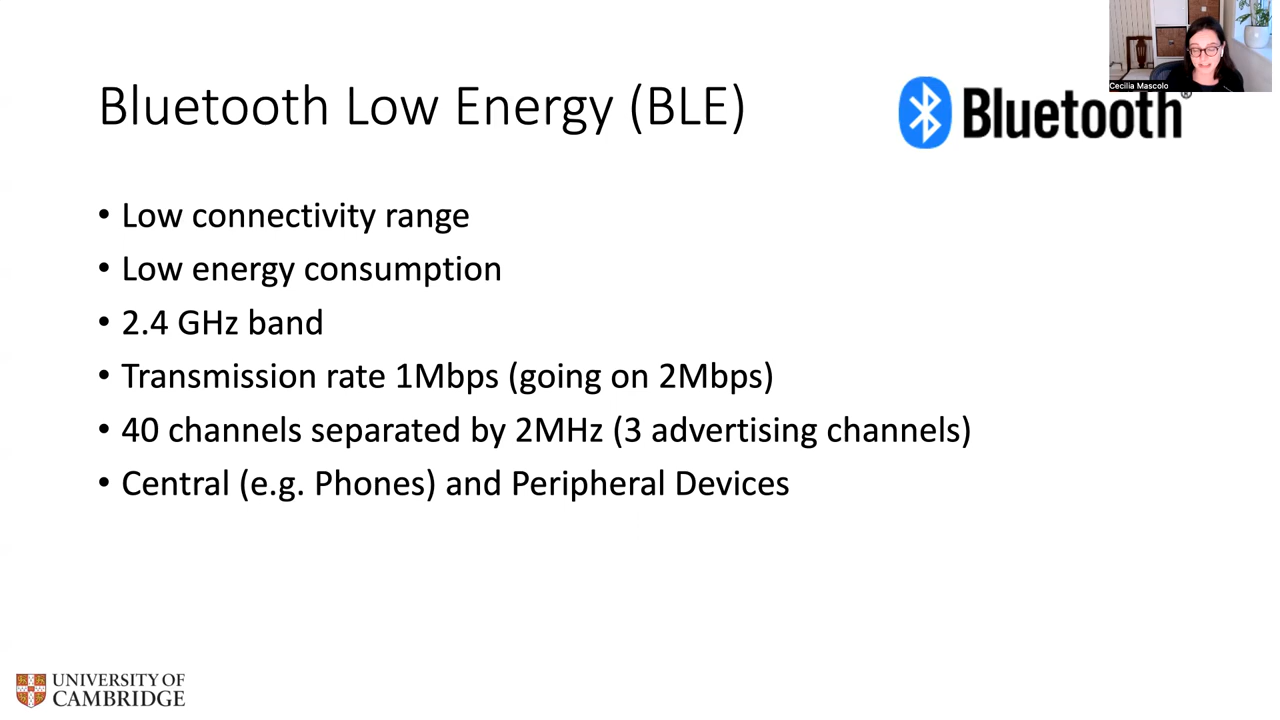 Cecilia Mascolo
Bluetooth Low Energy (BLE)
Bluetooth®
• Low connectivity range
• Low energy consumption
• 2.4 GHz band
• Transmission rate 1Mbps (going on 2Mbps)
• 40 channels separated by 2MHz (3 advertising channels)
• Central (e.g. Phones) and Peripheral Devices
UNIVERSITY OF
CAMBRIDGE